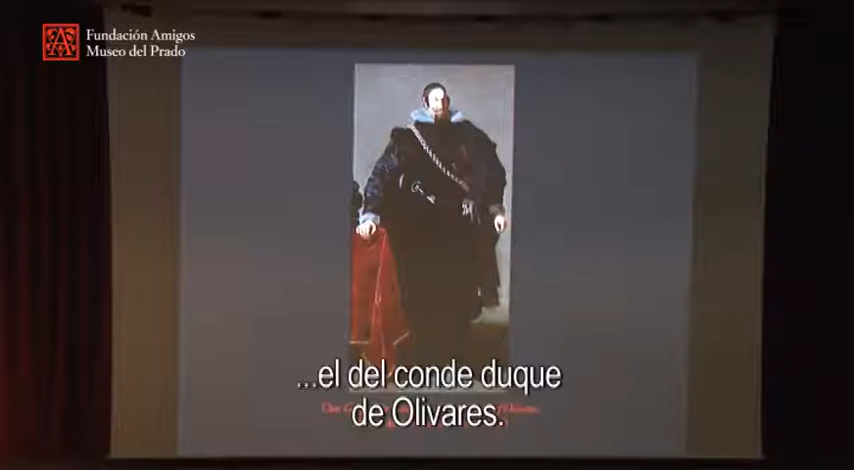 Fundación Amigos
Museo del Prado
...el del conde duque
de Olivares.